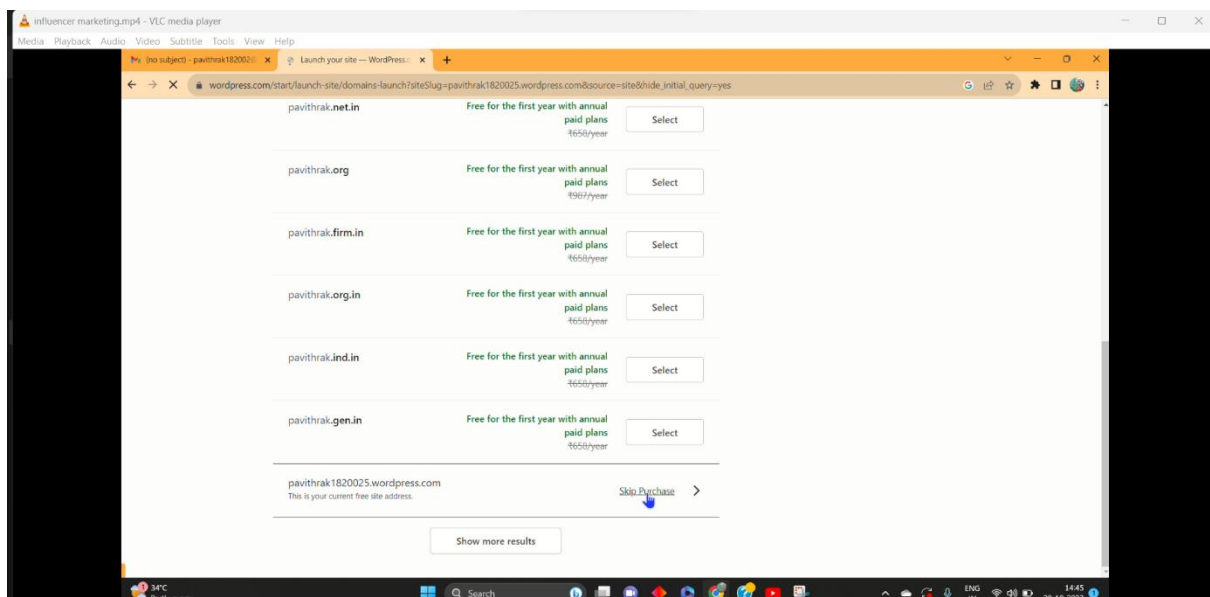 influencer marketing.mp4 - VLC media player
Media Playback Audio Video Subtitle Tools View Help
(no subject) - pavithrak182002 Launch your site — WordPress.
wordpress.com/start/launch-site/domains-launch?siteSlug=pavithrak1820025.wordpress.com&source=site&hide_initial_query=yes
pavithrak.net.in Free for the first year with annual
paid plans Select
₹658/year
pavithrak.org Free for the first year with annual
paid plans Select
₹987/year
pavithrak.firm.in Free for the first year with annual
paid plans Select
₹658/year
pavithrak.org.in Free for the first year with annual
paid plans Select
₹658/year
pavithrak.ind.in Free for the first year with annual
paid plans Select
₹658/year
pavithrak.gen.in Free for the first year with annual
paid plans Select
₹658/year
pavithrak1820025.wordpress.com
This is your current free site address. Skip Purchase
Show more results
34°C Search ENG 14:45